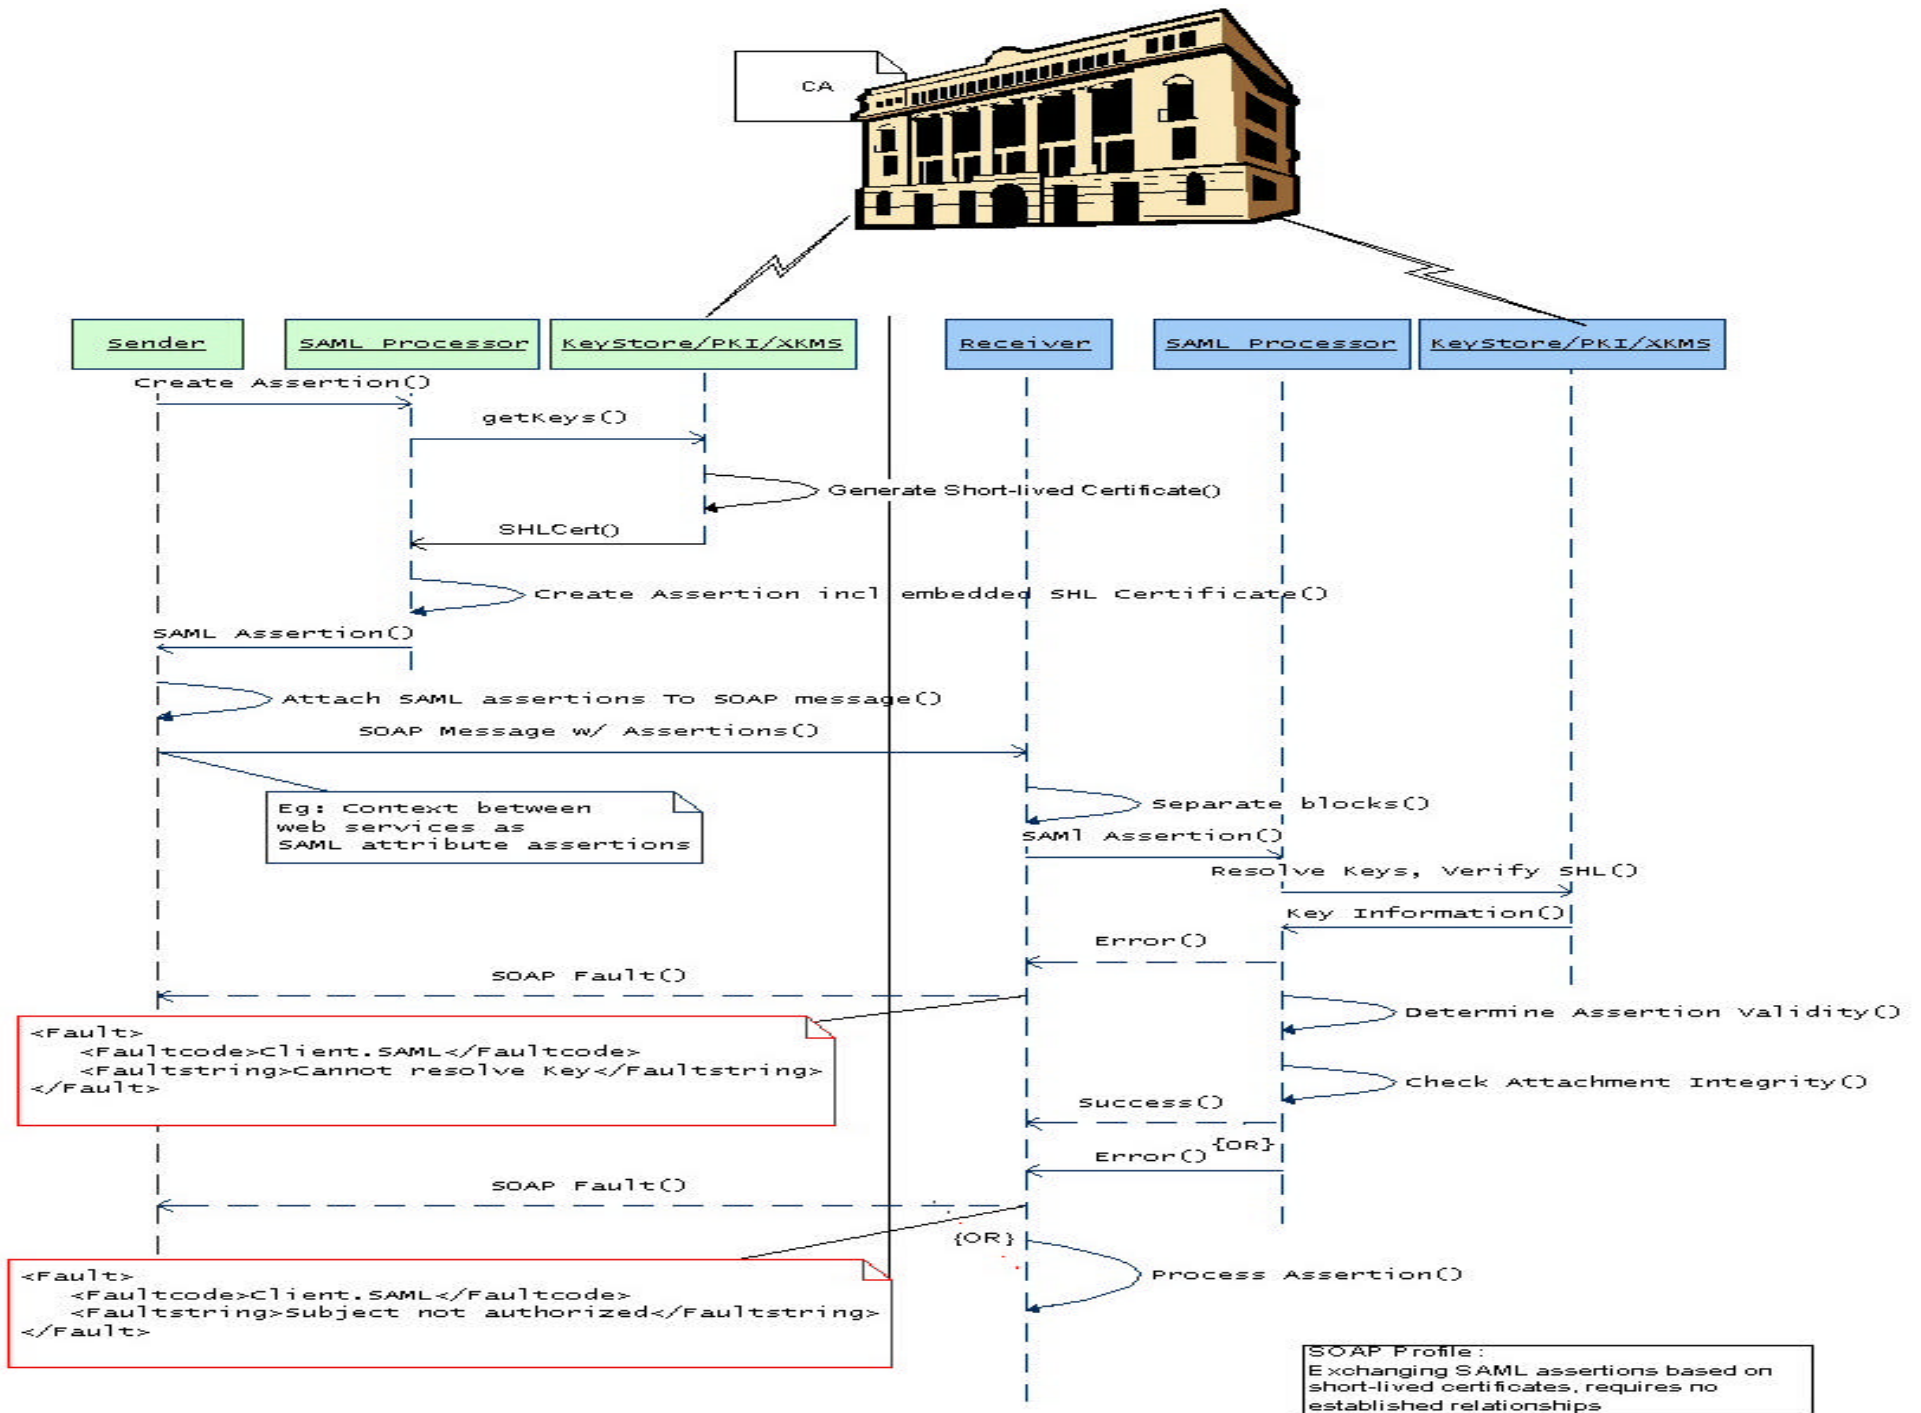 CA
Sender
SAML Processor
KeyStore/PKI/XKMS
Receiver
SAML Processor
KeyStore/PKI/XKMS
Create Assertion()
getKeys()
Generate Short-lived Certificate()
SHLCert()
Create Assertion incl embedded SHL Certificate()
SAML Assertion()
Attach SAML assertions To SOAP message()
SOAP Message w/ Assertions()
Eg: Context between
web services as
SAML attribute assertions
Separate blocks()
SAMl Assertion()
Resolve Keys, Verify SHL()
Key Information()
Error()
SOAP Fault()
<Fault>
<Faultcode>Client.SAML</Faultcode>
<Faultstring>Cannot resolve Key</Faultstring>
</Fault>
Determine Assertion Validity()
Check Attachment Integrity()
Success()
{OR}
Error()
SOAP Fault()
{OR}
Process Assertion()
<Fault>
<Faultcode>Client.SAML</Faultcode>
<Faultstring>Subject not authorized</Faultstring>
</Fault>
SOAP Profile:
Exchanging SAML assertions based on
short-lived certificates, requires no
established relationships